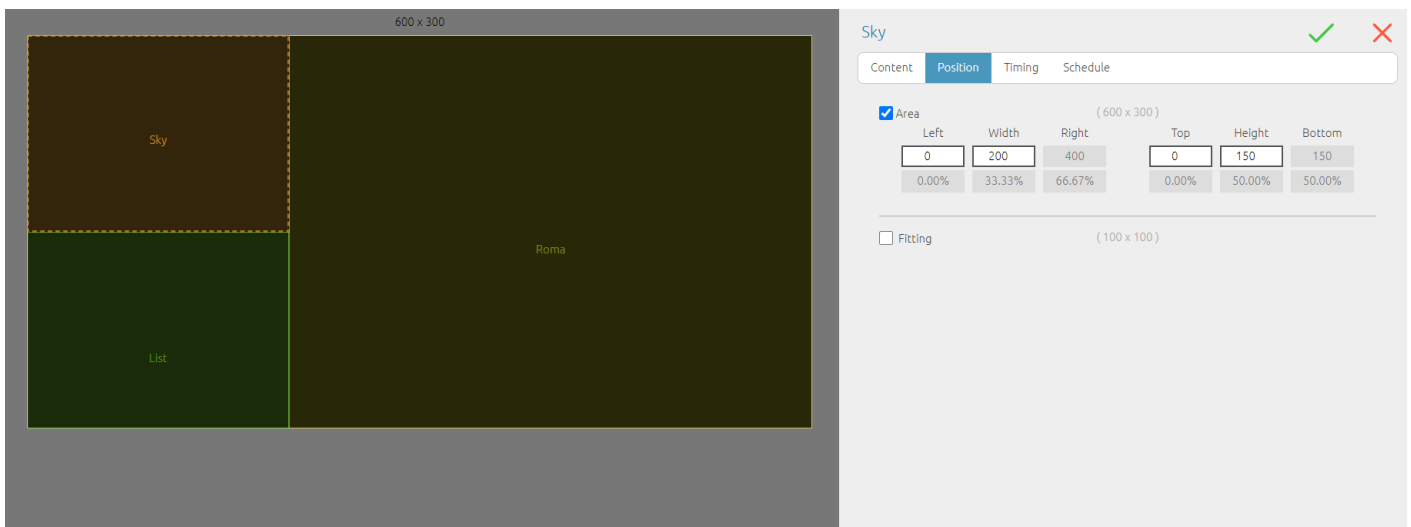 600 x 300
Sky
List
Roma
Sky
Content Position Timing Schedule
Area ( 600 x 300 )
Left Width Right Top Height Bottom
0 200 400 0 150 150
0.00% 33.33% 66.67% 0.00% 50.00% 50.00%
Fitting ( 100 x 100 )